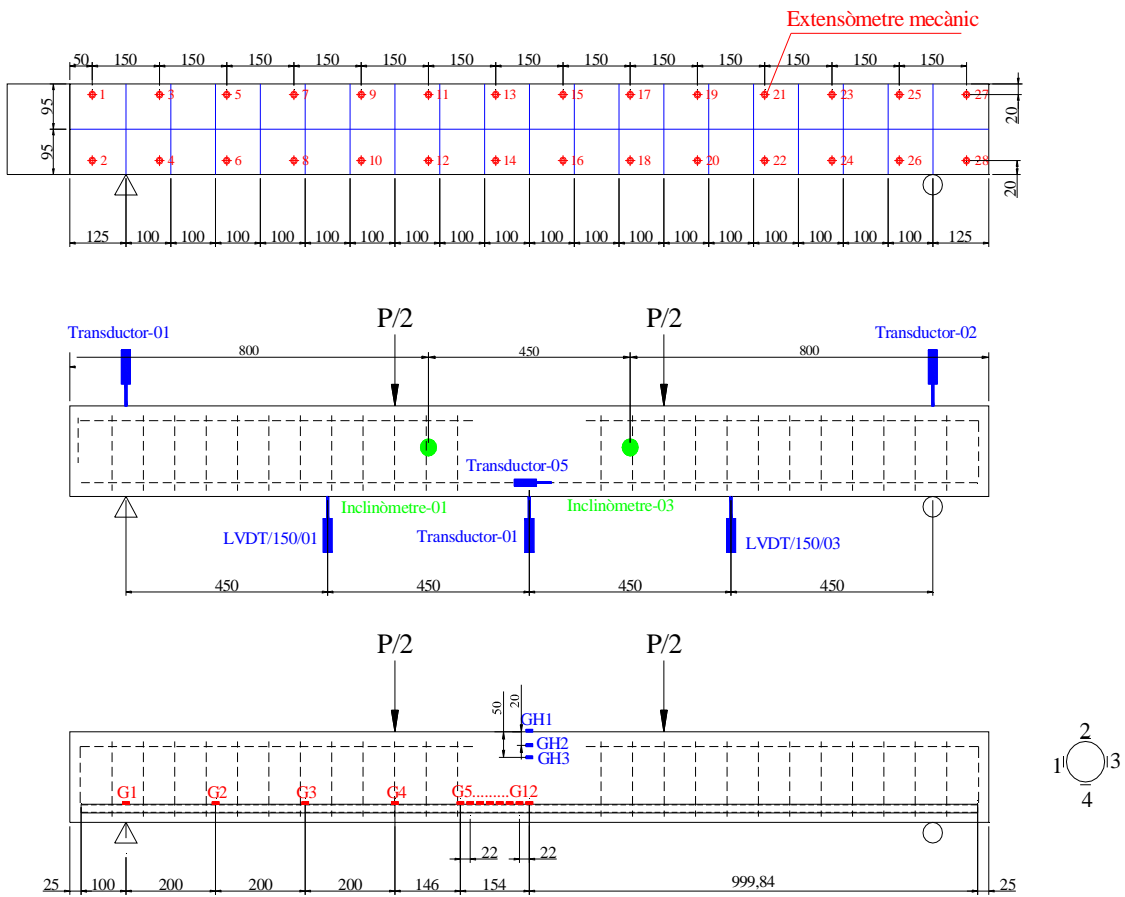 Extensòmetre mecànic
50 150 150 150 150 150 150 150 150 150 150 150 150 150
95 1 3 5 7 9 11 13 15 17 19 21 23 25 27 20
95 2 4 6 8 10 12 14 16 18 20 22 24 26 28 20
125 100 100 100 100 100 100 100 100 100 100 100 100 100 100 100 100 100 100 125
P/2 P/2
Transductor-01 Transductor-02
800 450 800
Transductor-05
Inclinòmetre-01 Inclinòmetre-03
LVDT/150/01 Transductor-01 LVDT/150/03
450 450 450 450
P/2 P/2
50 20 GH1
GH2
GH3
G1 G2 G3 G4 G5.........G12
22 22
25 100 200 200 200 146 154 999,84 25
2
1 3
4